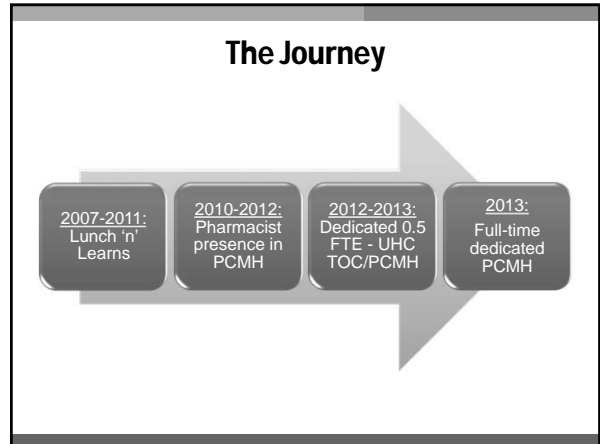 The Journey
2007-2011:
Lunch ‘n’
Learns
2010-2012:
Pharmacist
presence in
PCMH
2012-2013:
Dedicated 0.5
FTE - UHC
TOC/PCMH
2013:
Full-time
dedicated
PCMH